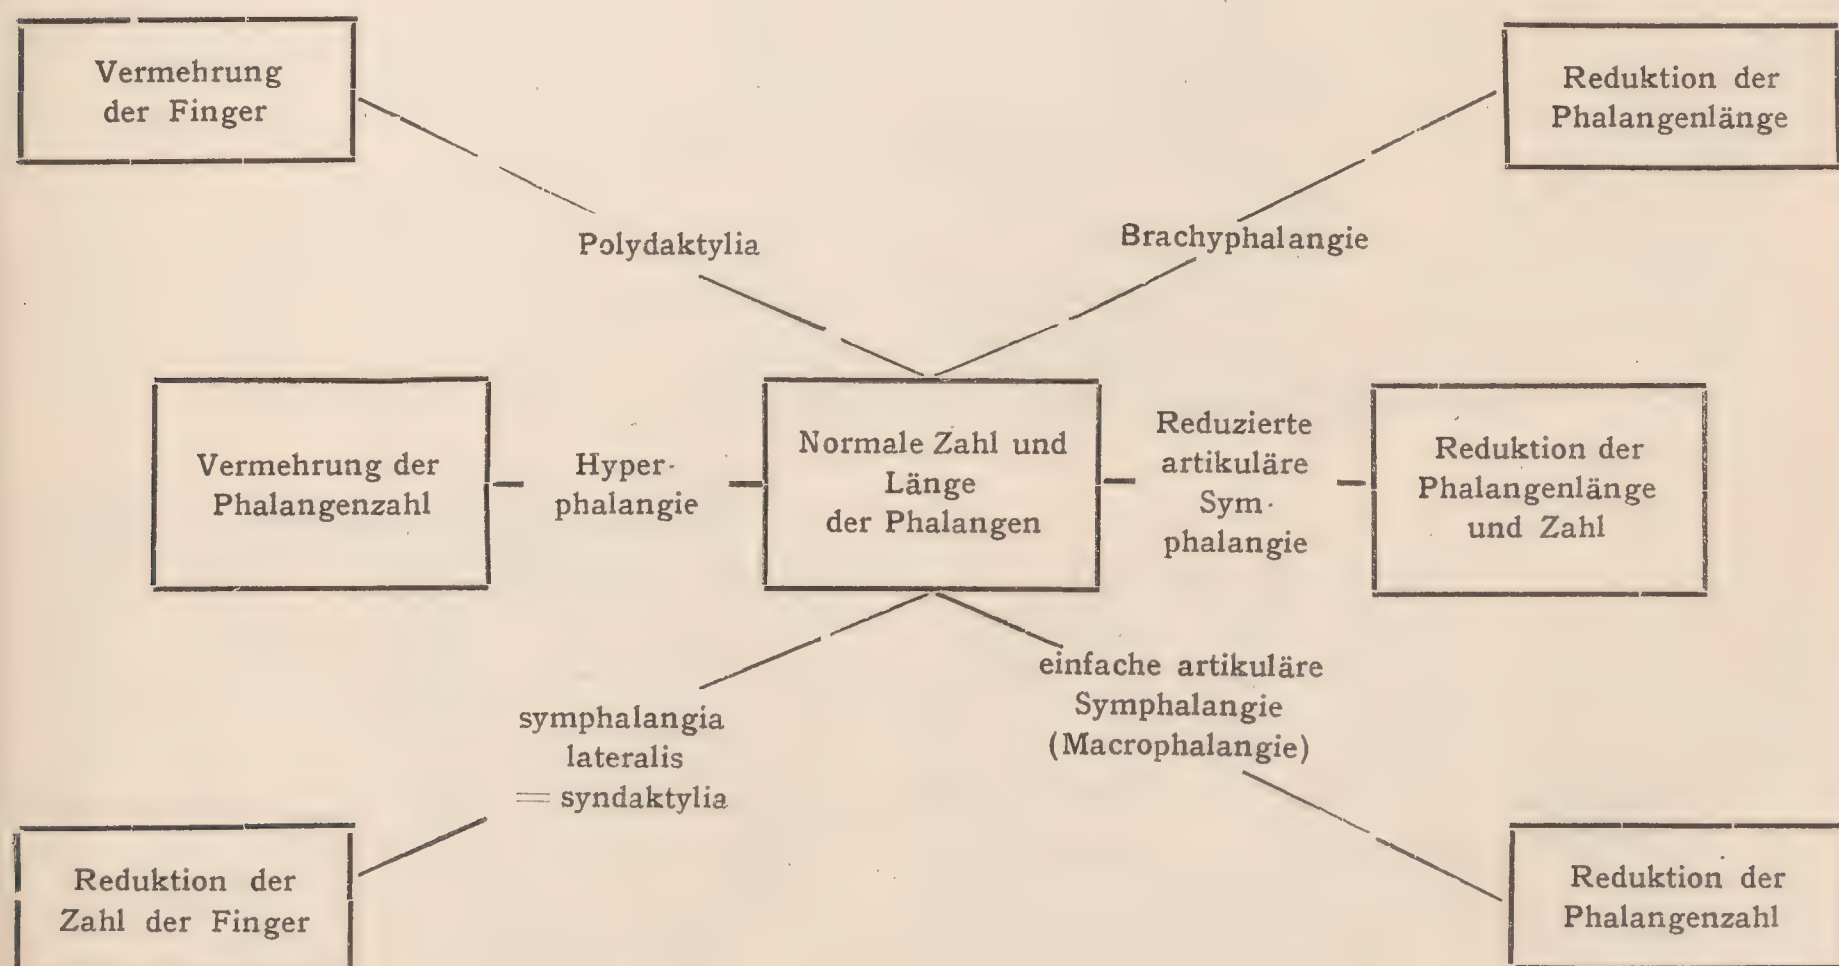 Vermehrung
der Finger
Reduktion der
Phalangenlänge
Polydaktylia
Brachyphalangie
Vermehrung der
Phalangenzahl
Hyper-
phalangie
Normale Zahl und
Länge
der Phalangen
Reduzierte
artikuläre
Sym-
phalangie
Reduktion der
Phalangenlänge
und Zahl
symphalangia
lateralis
= syndaktylia
einfache artikuläre
Symphalangie
(Macrophalangie)
Reduktion der
Zahl der Finger
Reduktion der
Phalangenzahl